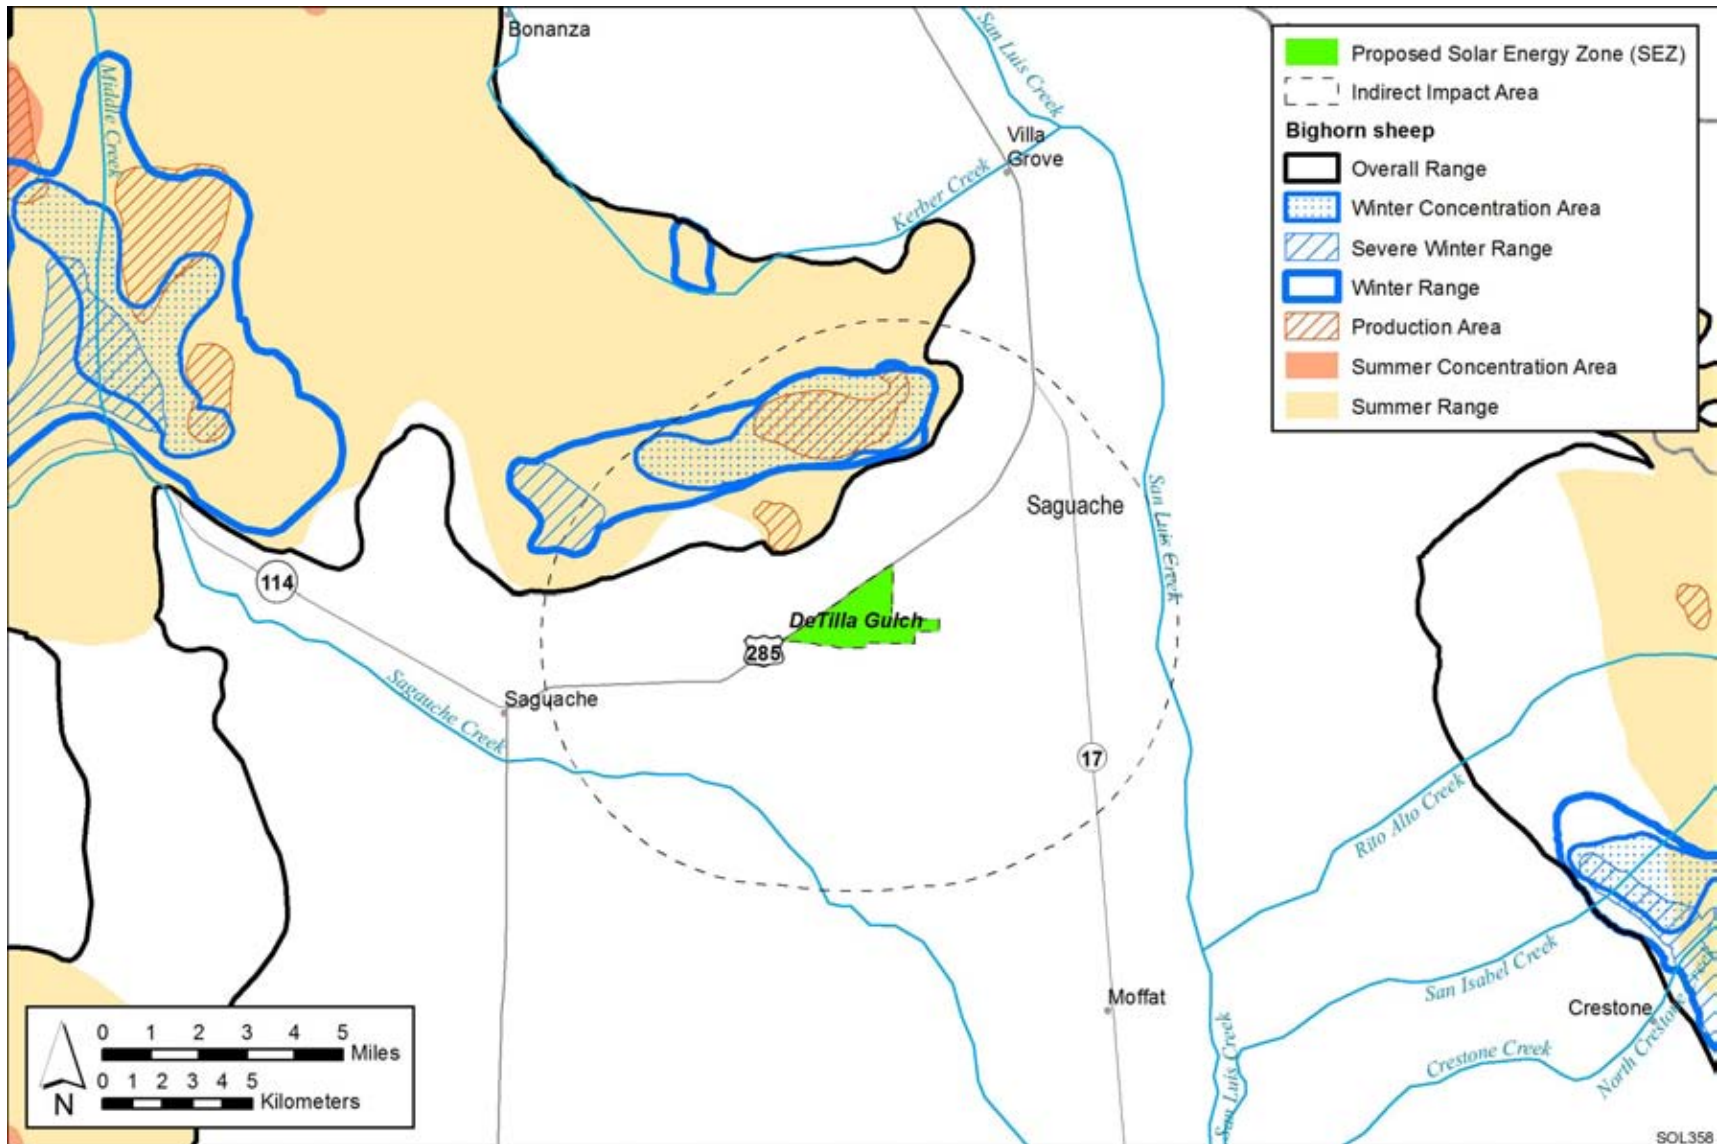 Bonanza
San Luis Creek
Middle Creek
Villa
Grove
Kerber Creek
Proposed Solar Energy Zone (SEZ)
Indirect Impact Area
Bighorn sheep
Overall Range
Winter Concentration Area
Severe Winter Range
Winter Range
Production Area
Summer Concentration Area
Summer Range
Saguache
San Luis Creek
114
DeTilla Gulch
285
Saguache
Sagauche Creek
17
Rito Alto Creek
San Isabel Creek
Moffat
Crestone
Crestone Creek
North Crestone Creek
San Luis Creek
0 1 2 3 4 5
Miles
0 1 2 3 4 5
Kilometers
N
SOL358